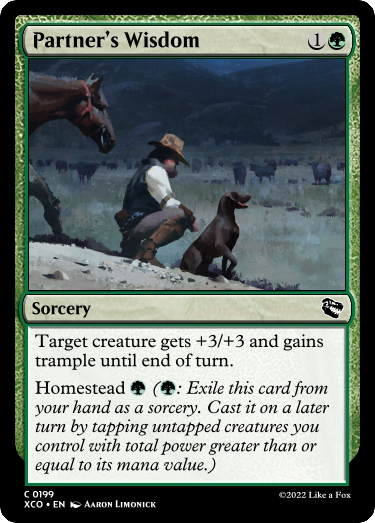 Partner's Wisdom 1
Sorcery
Target creature gets +3/+3 and gains
trample until end of turn.
Homestead (: Exile this card from
your hand as a sorcery. Cast it on a later
turn by tapping untapped creatures you
control with total power greater than or
equal to its mana value.)
C 0199
XCO • EN AARON LIMONICK
©2022 Like a Fox